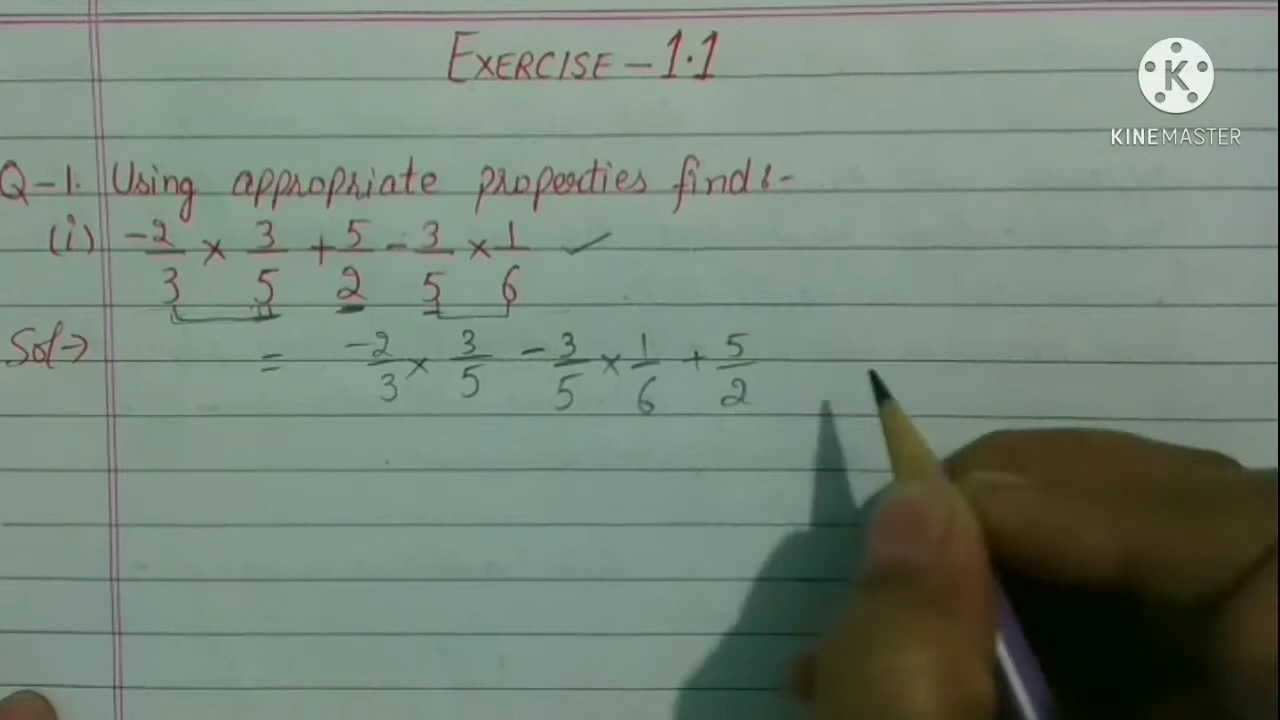 EXERCISE - 1.1
K
KINEMASTER
Q-1. Using appropriate properties find:-
(i) -2/3 × 3/5 + 5/2 - 3/5 × 1/6 ✓
Sol→ = -2/3 × 3/5 - 3/5 × 1/6 + 5/2